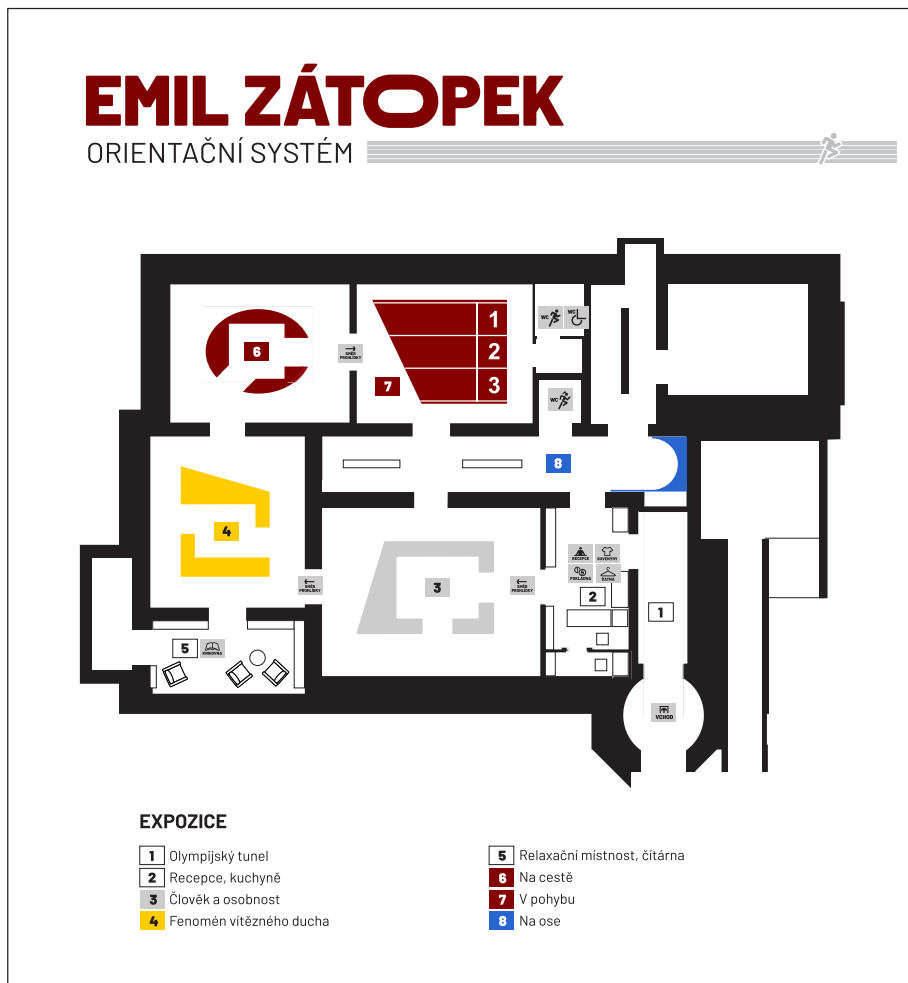 EMIL ZÁTOPEK
ORIENTAČNÍ SYSTÉM
1
2
3
WC
WC
6
SMĚR
PROHLÍDKY
7
WC
8
4
RECEPCE
SUVENÝRY
POKLADNA
ŠATNA
SMĚR
PROHLÍDKY
3
SMĚR
PROHLÍDKY
2
1
5
KNIHOVNA
VCHOD
EXPOZICE
1 Olympijský tunel
2 Recepce, kuchyně
3 Člověk a osobnost
4 Fenomén vítězného ducha
5 Relaxační místnost, čítárna
6 Na cestě
7 V pohybu
8 Na ose